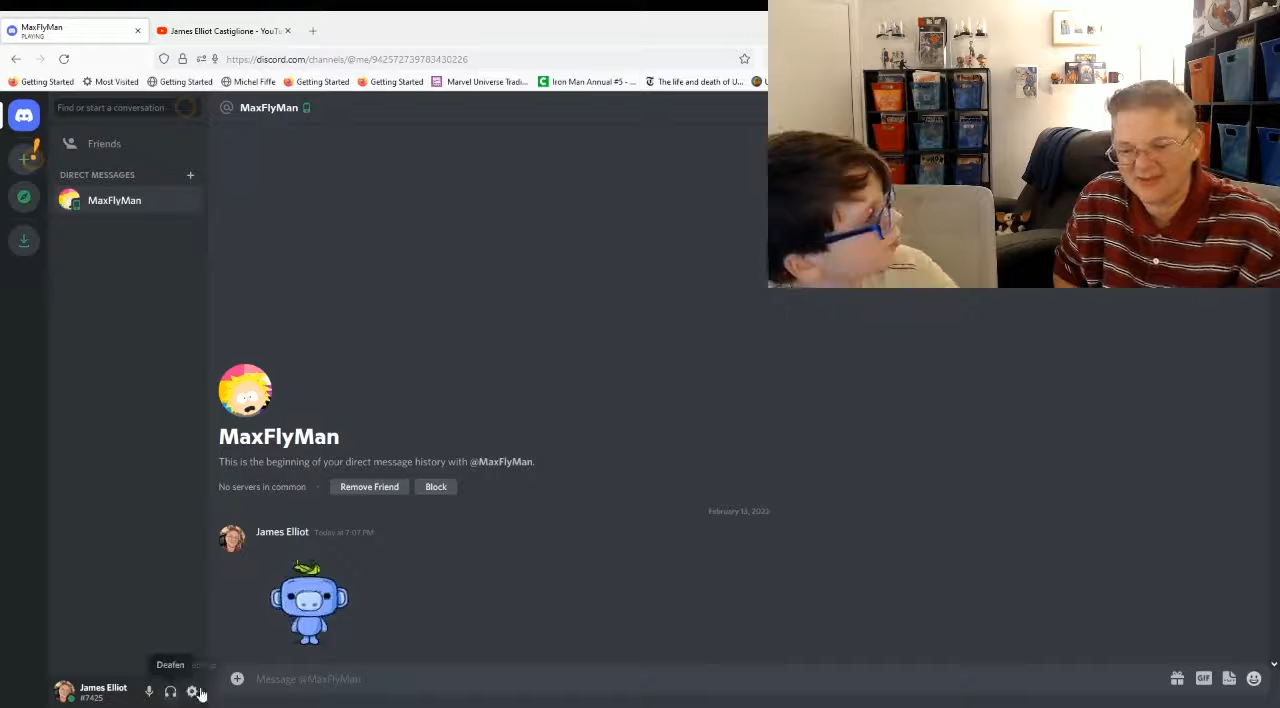 MaxFlyMan
PLAYING
James Elliot Castiglione - YouTu
https://discord.com/channels/@me/
Getting Started
Most Visited
Getting Started
Michel Fiffe
Getting Started
Getting Started
Marvel Universe Tradi...
Iron Man Annual #5 - ...
The life and death of U...
Find or start a conversation
MaxFlyMan
Friends
DIRECT MESSAGES
MaxFlyMan
MaxFlyMan
This is the beginning of your direct message history with @MaxFlyMan.
No servers in common
Remove Friend
Block
February 13, 2022
James Elliot Today at 7:07 PM
Deafen
James Elliot
#7425
Message @MaxFlyMan
GIF